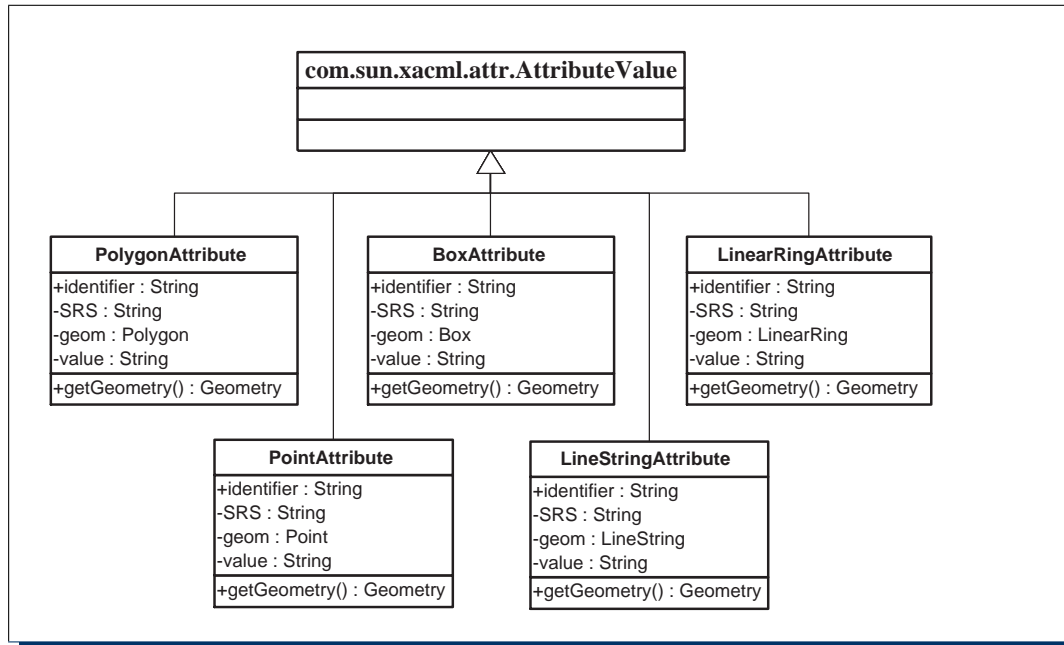 com.sun.xacml.attr.AttributeValue
PolygonAttribute
+identifier : String
-SRS : String
-geom : Polygon
-value : String
+getGeometry() : Geometry
BoxAttribute
+identifier : String
-SRS : String
-geom : Box
-value : String
+getGeometry() : Geometry
LinearRingAttribute
+identifier : String
-SRS : String
-geom : LinearRing
-value : String
+getGeometry() : Geometry
PointAttribute
+identifier : String
-SRS : String
-geom : Point
-value : String
+getGeometry() : Geometry
LineStringAttribute
+identifier : String
-SRS : String
-geom : LineString
-value : String
+getGeometry() : Geometry